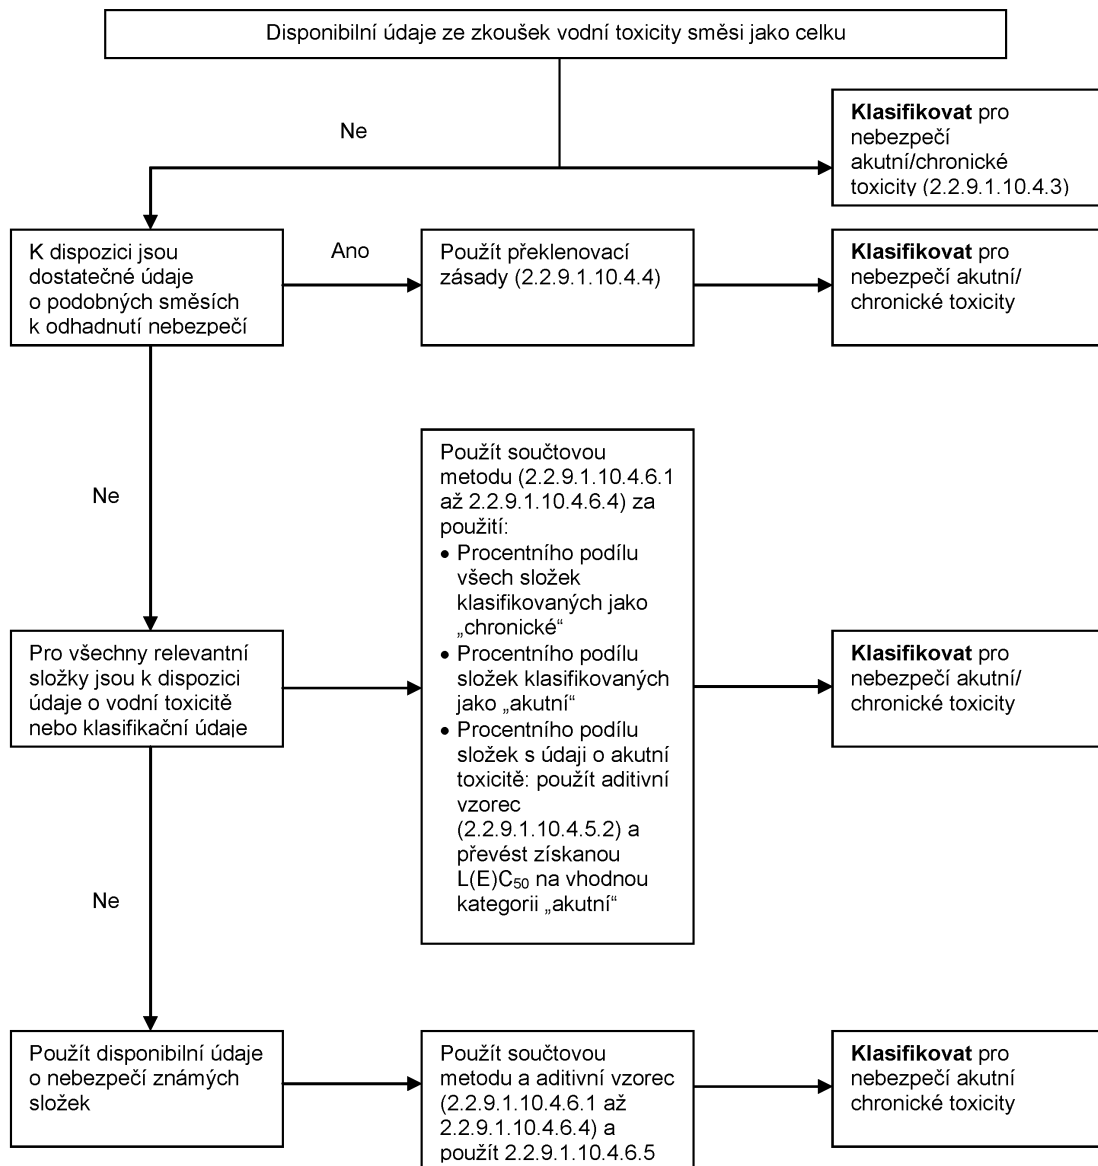 Disponibilní údaje ze zkoušek vodní toxicity směsi jako celku
Ne
Klasifikovat pro
nebezpečí
akutní/chronické
toxicity (2.2.9.1.10.4.3)
K dispozici jsou
dostatečné údaje
o podobných směsích
k odhadnutí nebezpečí
Ano
Použít překlenovací
zásady (2.2.9.1.10.4.4)
Klasifikovat pro
nebezpečí akutní/
chronické toxicity
Ne
Použít součtovou
metodu (2.2.9.1.10.4.6.1
až 2.2.9.1.10.4.6.4) za
použití:
• Procentního podílu
všech složek
klasifikovaných jako
„chronické“
• Procentního podílu
složek klasifikovaných
jako „akutní“
• Procentního podílu
složek s údaji o akutní
toxicitě: použít aditivní
vzorec
(2.2.9.1.10.4.5.2) a
převést získanou
L(E)C₅₀ na vhodnou
kategorii „akutní“
Pro všechny relevantní
složky jsou k dispozici
údaje o vodní toxicitě
nebo klasifikační údaje
Klasifikovat pro
nebezpečí akutní/
chronické toxicity
Ne
Použít disponibilní údaje
o nebezpečí známých
složek
Použít součtovou
metodu a aditivní vzorec
(2.2.9.1.10.4.6.1 až
2.2.9.1.10.4.6.4) a
použít 2.2.9.1.10.4.6.5
Klasifikovat pro
nebezpečí akutní
chronické toxicity